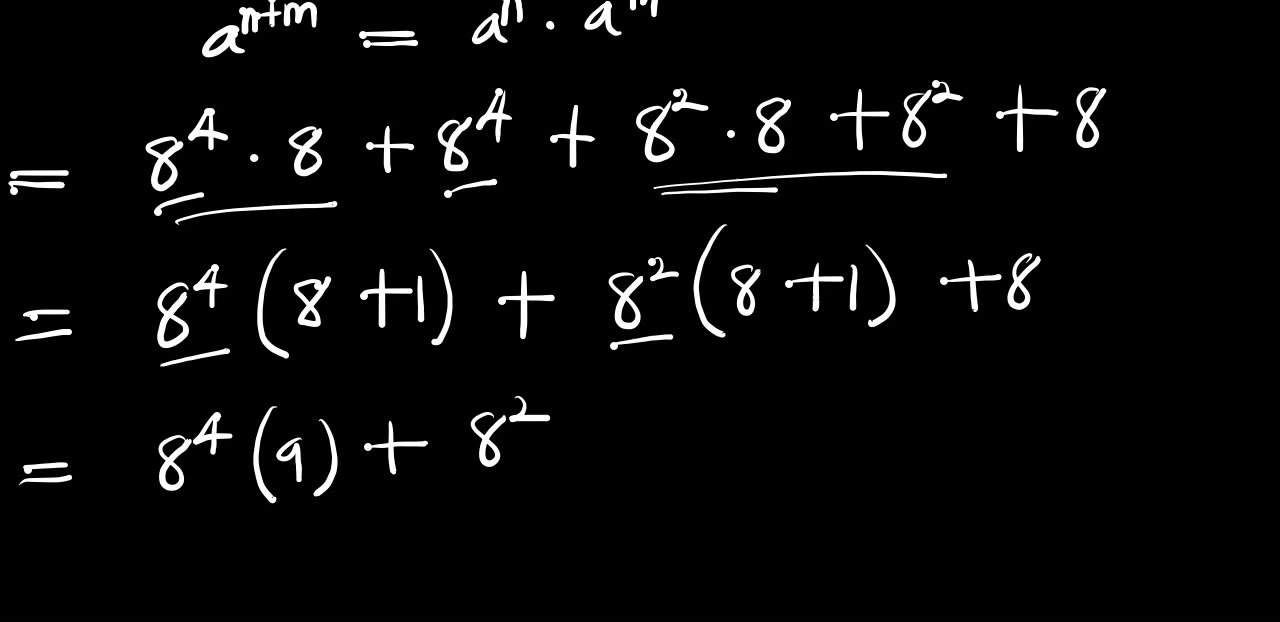 a^{n+m} = a^n · a^m
= 8^4 · 8 + 8^4 + 8^2 · 8 + 8^2 + 8
= 8^4 (8 + 1) + 8^2 (8 + 1) + 8
= 8^4 (9) + 8^2